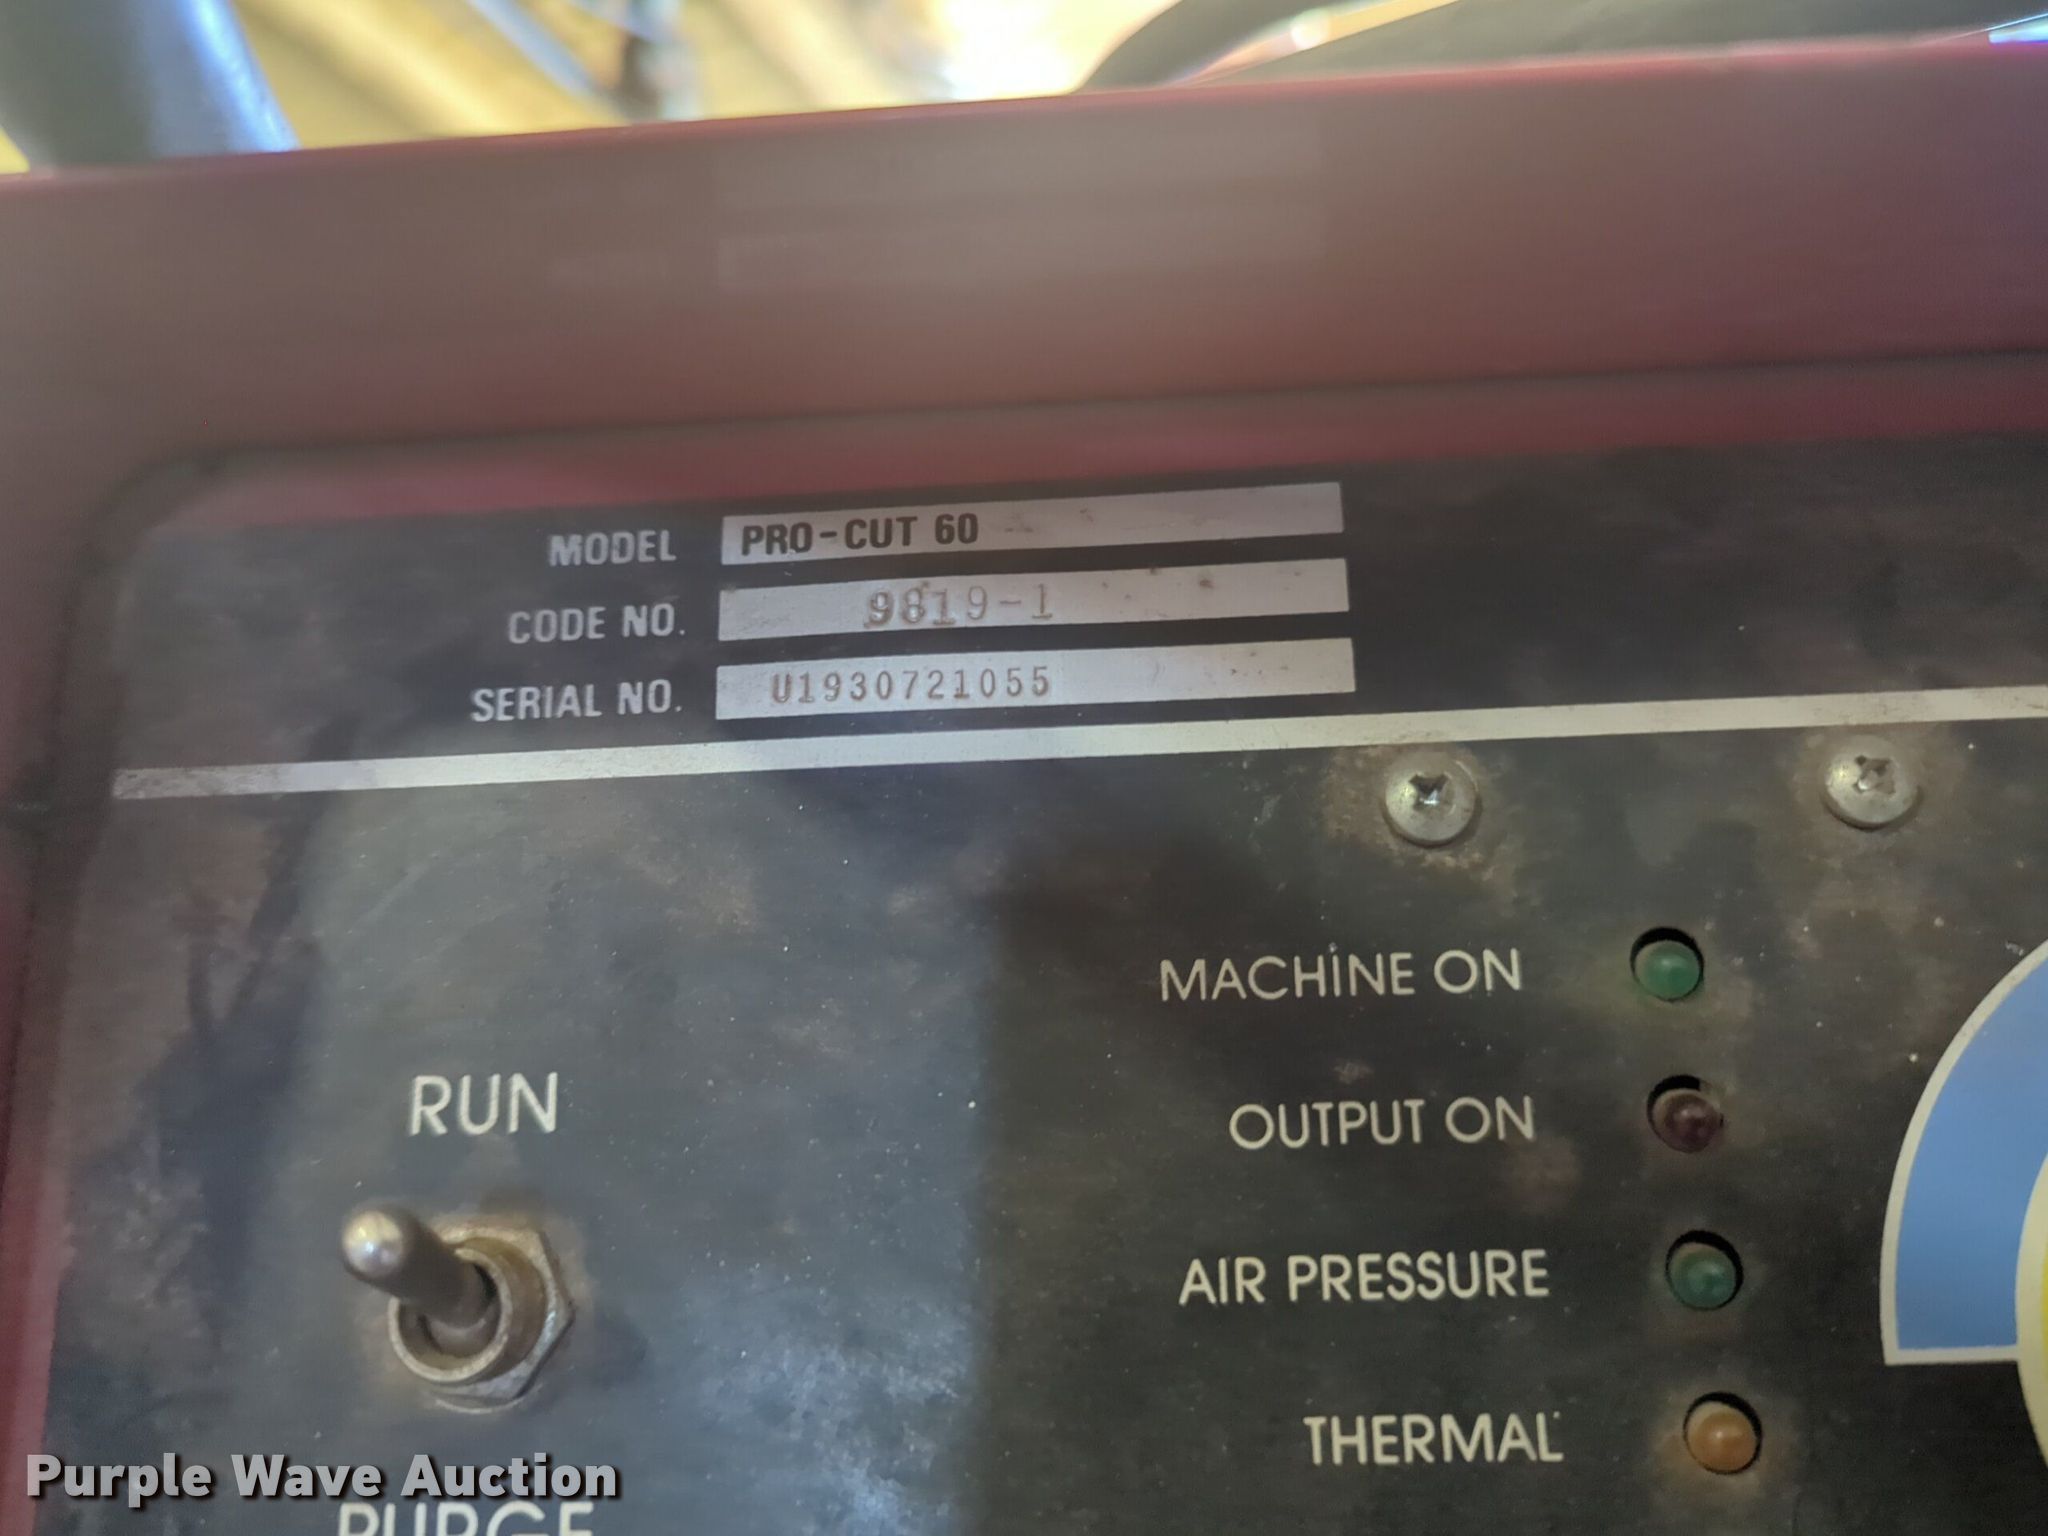 MODEL PRO-CUT 60
CODE NO. 9819-1
SERIAL NO. U1930721055
MACHINE ON
OUTPUT ON
RUN
AIR PRESSURE
THERMAL
PURGE
Purple Wave Auction